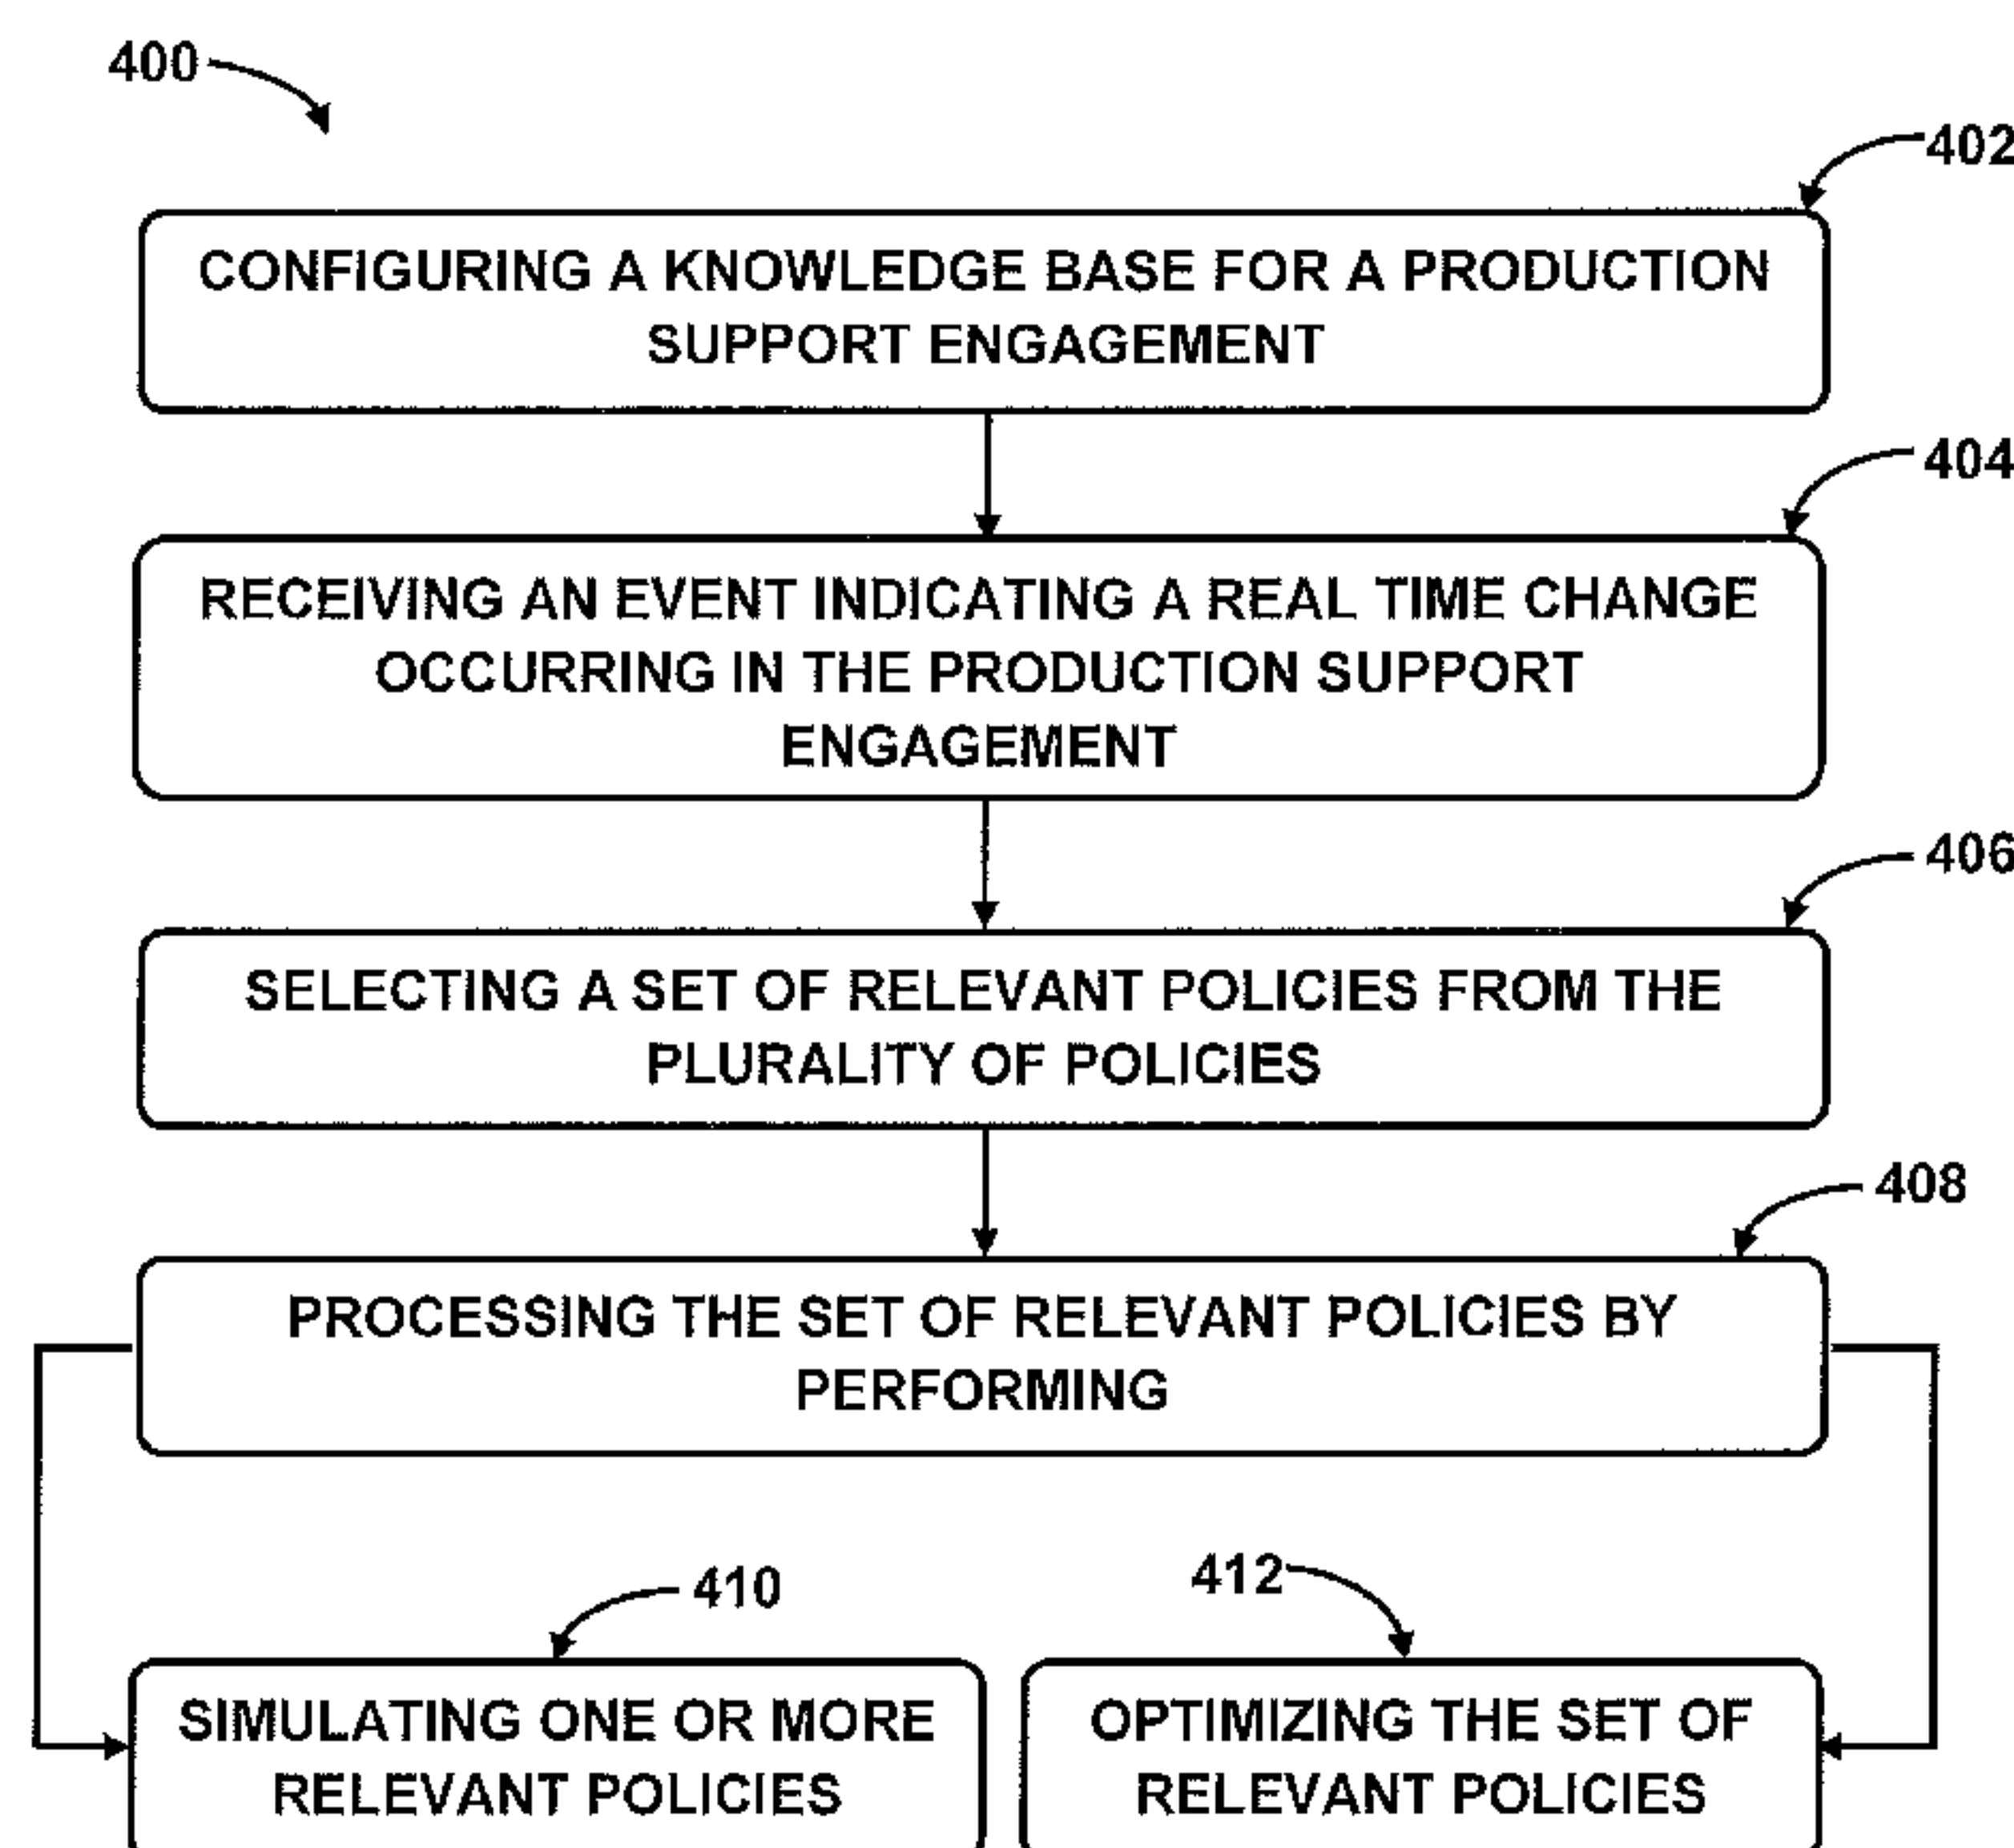 400
402
CONFIGURING A KNOWLEDGE BASE FOR A PRODUCTION
SUPPORT ENGAGEMENT
404
RECEIVING AN EVENT INDICATING A REAL TIME CHANGE
OCCURRING IN THE PRODUCTION SUPPORT
ENGAGEMENT
406
SELECTING A SET OF RELEVANT POLICIES FROM THE
PLURALITY OF POLICIES
408
PROCESSING THE SET OF RELEVANT POLICIES BY
PERFORMING
410
412
SIMULATING ONE OR MORE
RELEVANT POLICIES
OPTIMIZING THE SET OF
RELEVANT POLICIES